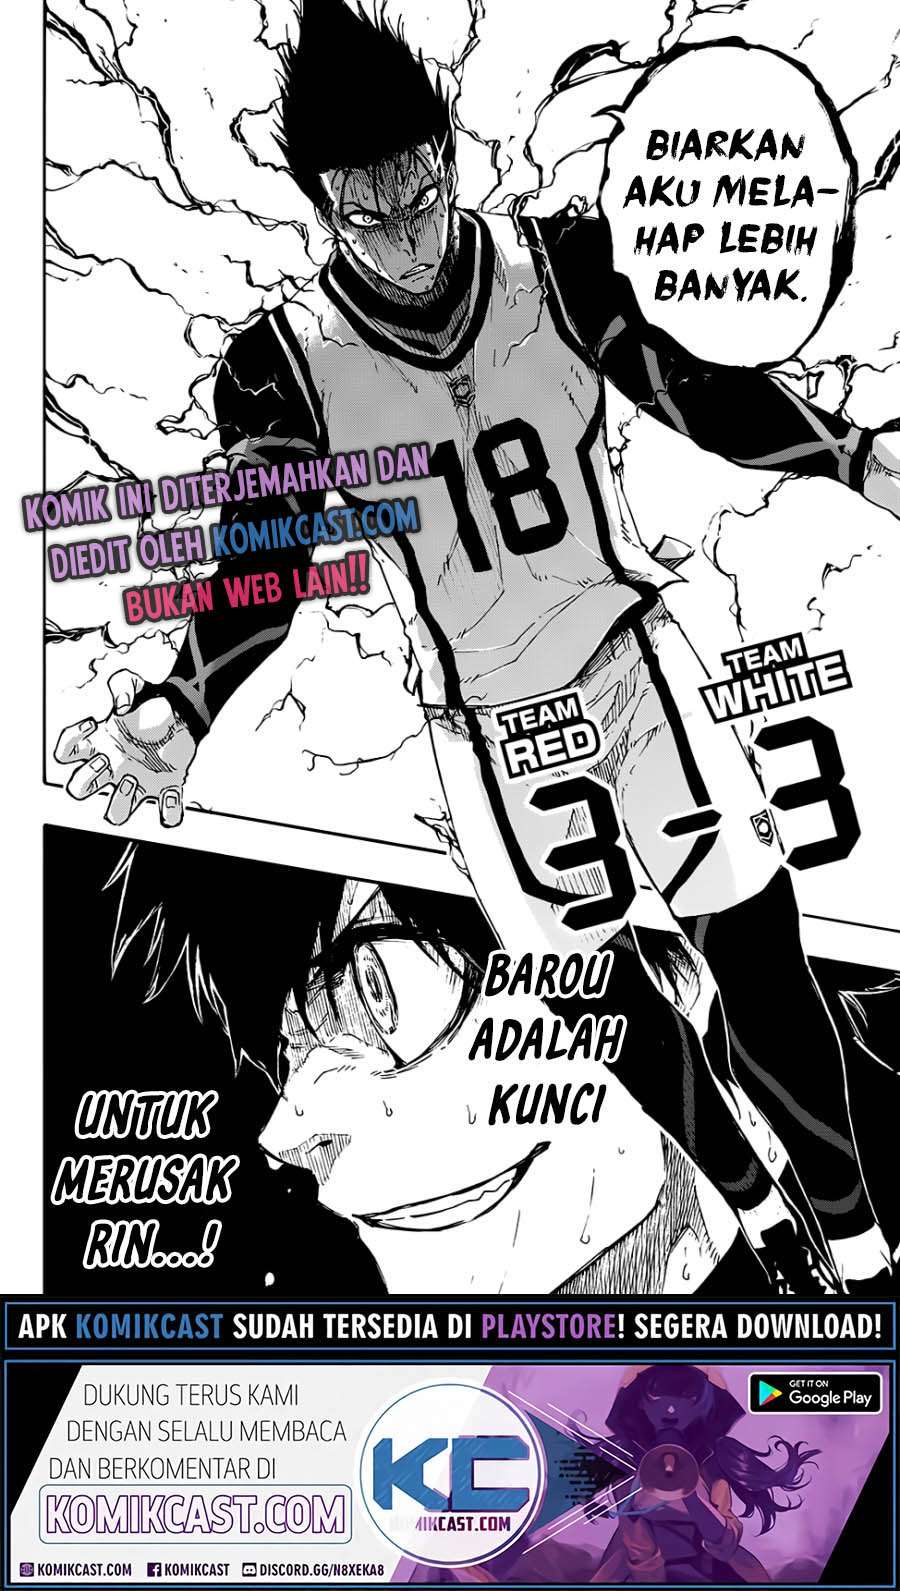 BIARKAN
AKU MELA-
HAP LEBIH
BANYAK.
18
KOMIK INI DITERJEMAHKAN DAN
DIEDIT OLEH KOMIKCAST.COM
BUKAN WEB LAIN!!
TEAM
RED
TEAM
WHITE
3-3
BAROU
ADALAH
KUNCI
UNTUK
MERUSAK
RIN....!
APK KOMIKCAST SUDAH TERSEDIA DI PLAYSTORE! SEGERA DOWNLOAD!
DUKUNG TERUS KAMI
DENGAN SELALU MEMBACA
DAN BERKOMENTAR DI
KOMIKCAST.COM
KC
KOMIKCAST.COM
GET IT ON
Google Play
KOMIKCAST.COM KOMIKCAST DISCORD.GG/N8XEKA8